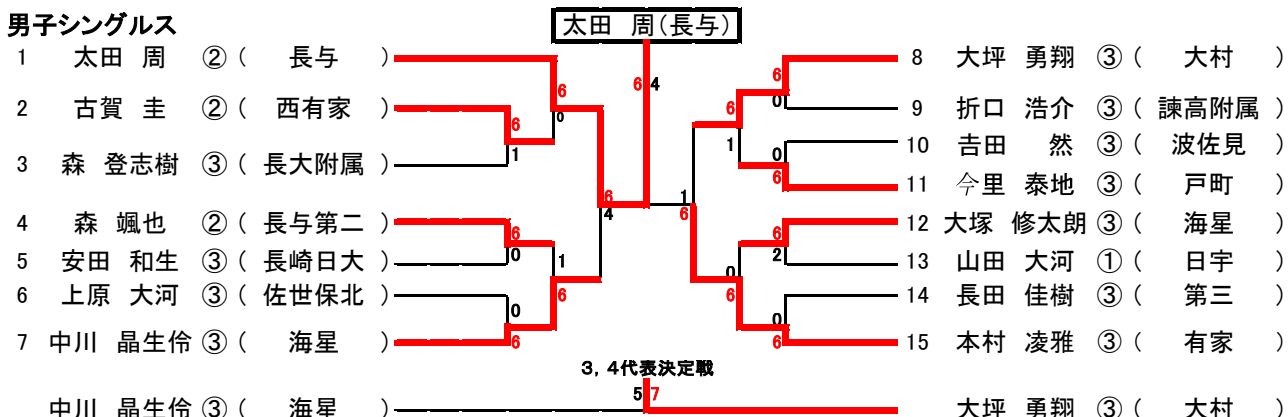 太田 周(長与)
男子シングルス
1 太田 周 ② ( 長与 ) 6 6 4 6 8 大坪 勇翔 ③ ( 大村 )
2 古賀 圭 ② ( 西有家 ) 6 0 6 0 9 折口 浩介 ③ ( 諫高附属 )
3 森 登志樹 ③ ( 長大附属 ) 1 1 0 10 吉田 然 ③ ( 波佐見 )
6 11 今里 泰地 ③ ( 戸町 )
6 4 1 6
4 森 颯也 ② ( 長与第二 ) 6 6 12 大塚 修太朗 ③ ( 海星 )
5 安田 和生 ③ ( 長崎日大 ) 0 1 0 2 13 山田 大河 ① ( 日宇 )
6 上原 大河 ③ ( 佐世保北 ) 0 6 6 0 14 長田 佳樹 ③ ( 第三 )
7 中川 晶生伶 ③ ( 海星 ) 6 6 15 本村 凌雅 ③ ( 有家 )
3,4代表決定戦
5 7
中川 晶生伶 ③ ( 海星 ) 大坪 勇翔 ③ ( 大村 )